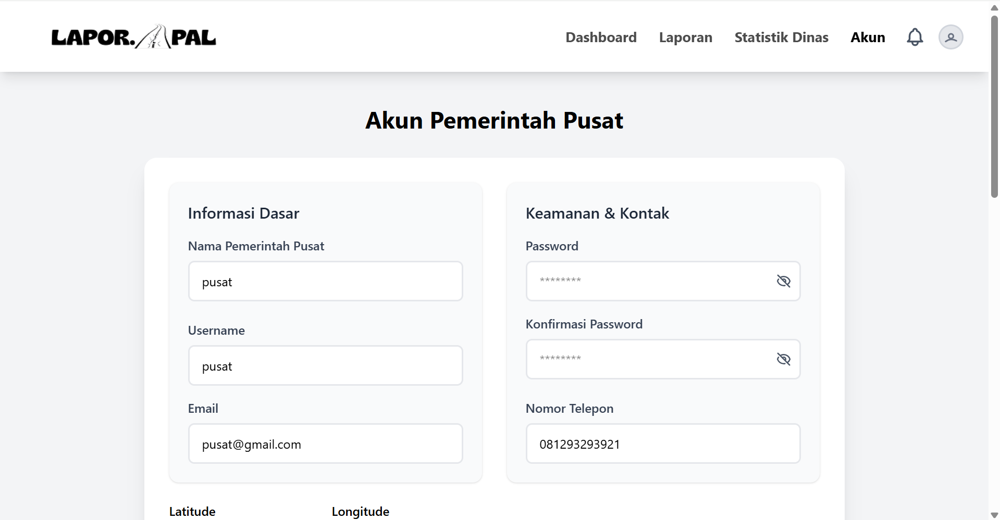 LAPOR. PAL
Dashboard
Laporan
Statistik Dinas
Akun
Akun Pemerintah Pusat
Informasi Dasar
Nama Pemerintah Pusat
pusat
Username
pusat
Email
pusat@gmail.com
Keamanan & Kontak
Password
********
Konfirmasi Password
********
Nomor Telepon
081293293921
Latitude
Longitude